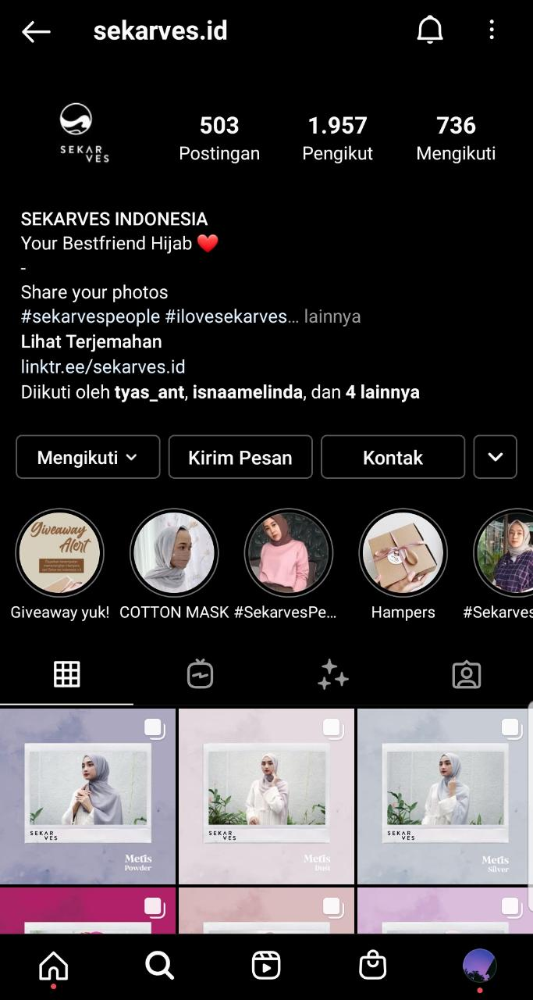 sekarves.id
SEKAR
VES
503
Postingan
1.957
Pengikut
736
Mengikuti
SEKARVES INDONESIA
Your Bestfriend Hijab ❤️
-
Share your photos
#sekarvespeople #ilovesekarves... lainnya
Lihat Terjemahan
linktr.ee/sekarves.id
Diikuti oleh tyas_ant, isnaamelinda, dan 4 lainnya
Mengikuti
Kirim Pesan
Kontak
Giveaway
Alert
Giveaway yuk!
COTTON MASK
#SekarvesPe...
Hampers
#Sekarves
SEKAR
VES
Metis
Powder
SEKAR
VES
Metis
Dust
SEKAR
VES
Metis
Silver